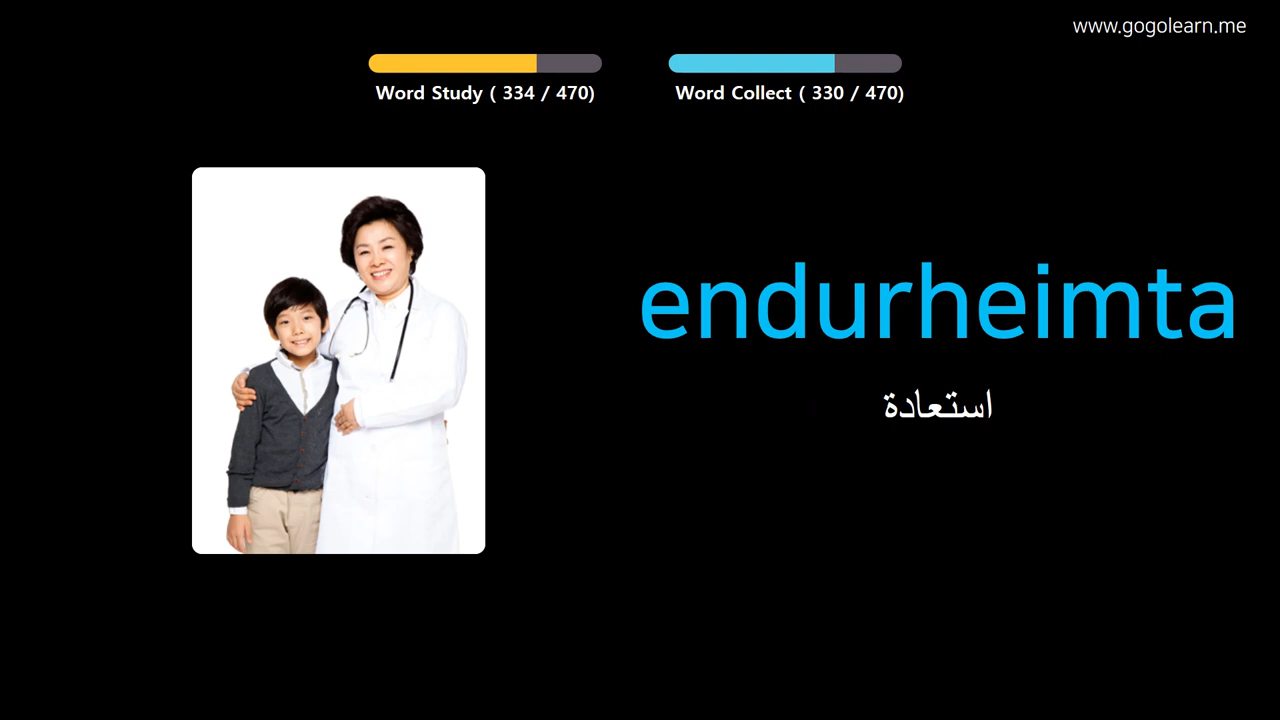 www.gogolearn.me
Word Study ( 334 / 470)
Word Collect ( 330 / 470)
endurheimta
استعادة